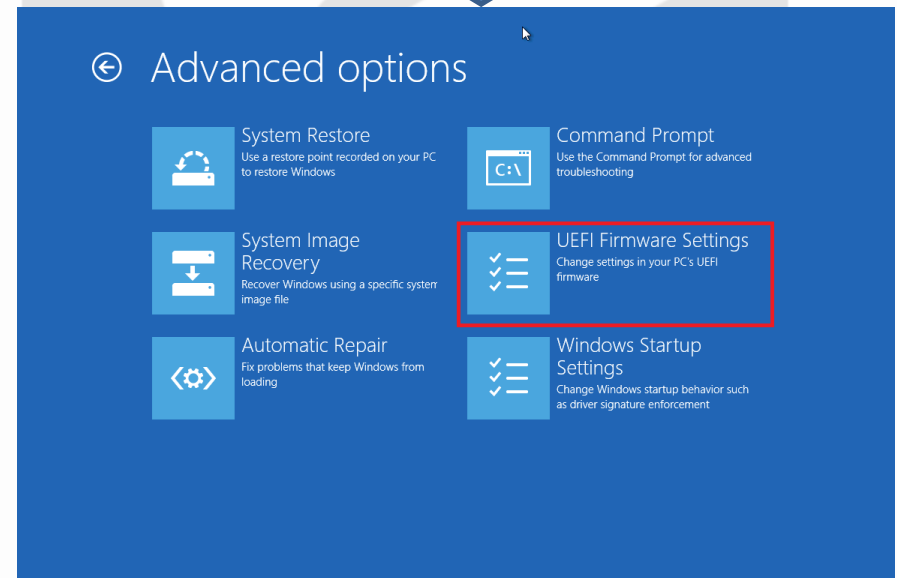 Advanced options
System Restore
Use a restore point recorded on your PC
to restore Windows
Command Prompt
Use the Command Prompt for advanced
troubleshooting
C:\
System Image
Recovery
Recover Windows using a specific system
image file
UEFI Firmware Settings
Change settings in your PC's UEFI
firmware
Automatic Repair
Fix problems that keep Windows from
loading
Windows Startup
Settings
Change Windows startup behavior such
as driver signature enforcement